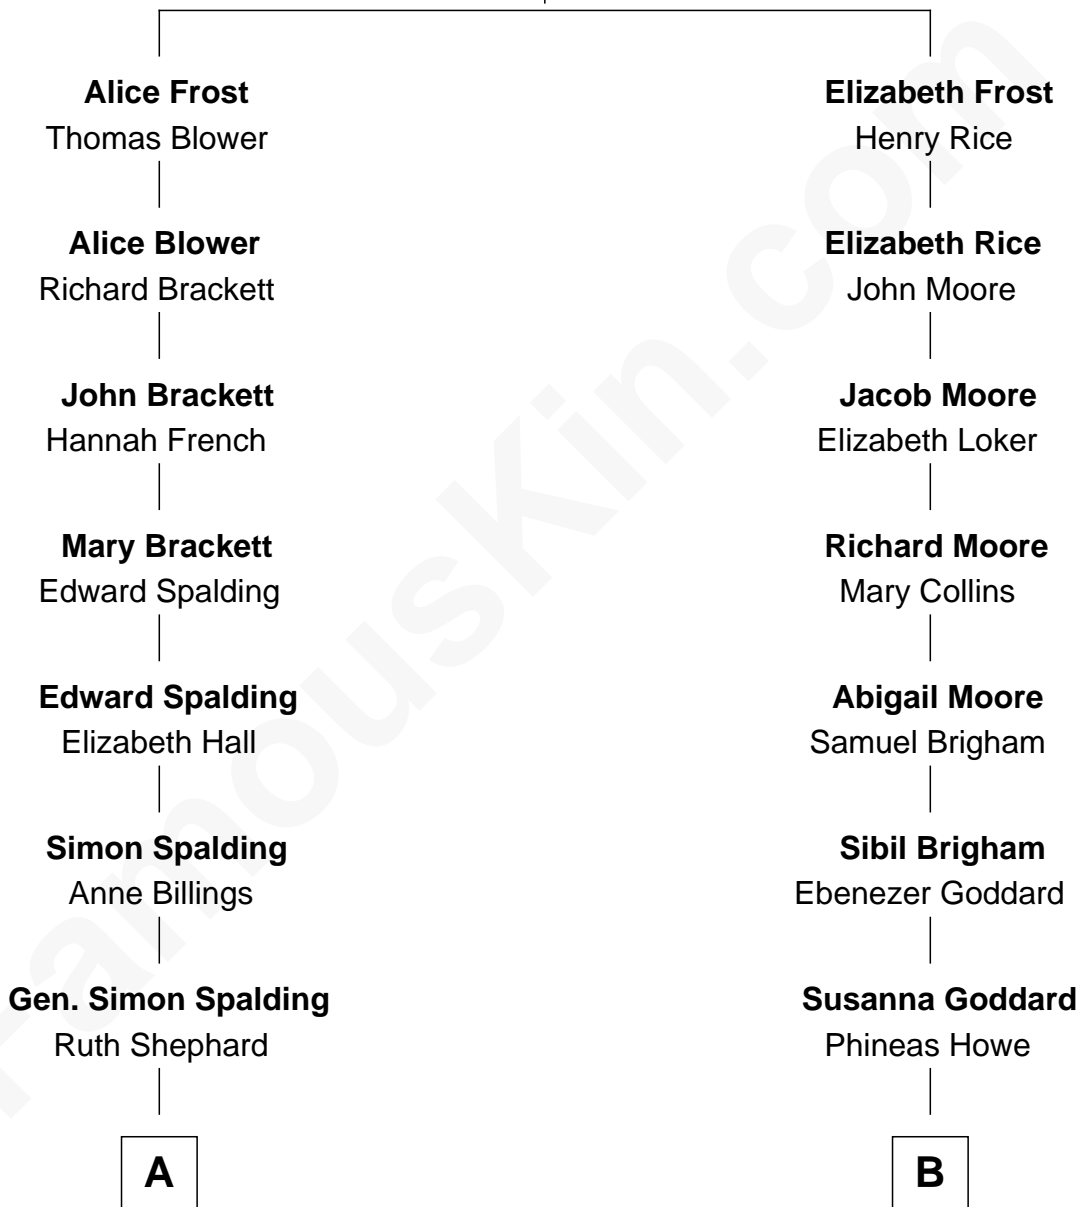 Alice Frost
Thomas Blower
Alice Blower
Richard Brackett
John Brackett
Hannah French
Mary Brackett
Edward Spalding
Edward Spalding
Elizabeth Hall
Simon Spalding
Anne Billings
Gen. Simon Spalding
Ruth Shephard
A
Elizabeth Frost
Henry Rice
Elizabeth Rice
John Moore
Jacob Moore
Elizabeth Loker
Richard Moore
Mary Collins
Abigail Moore
Samuel Brigham
Sibil Brigham
Ebenezer Goddard
Susanna Goddard
Phineas Howe
B
FamousKin.com